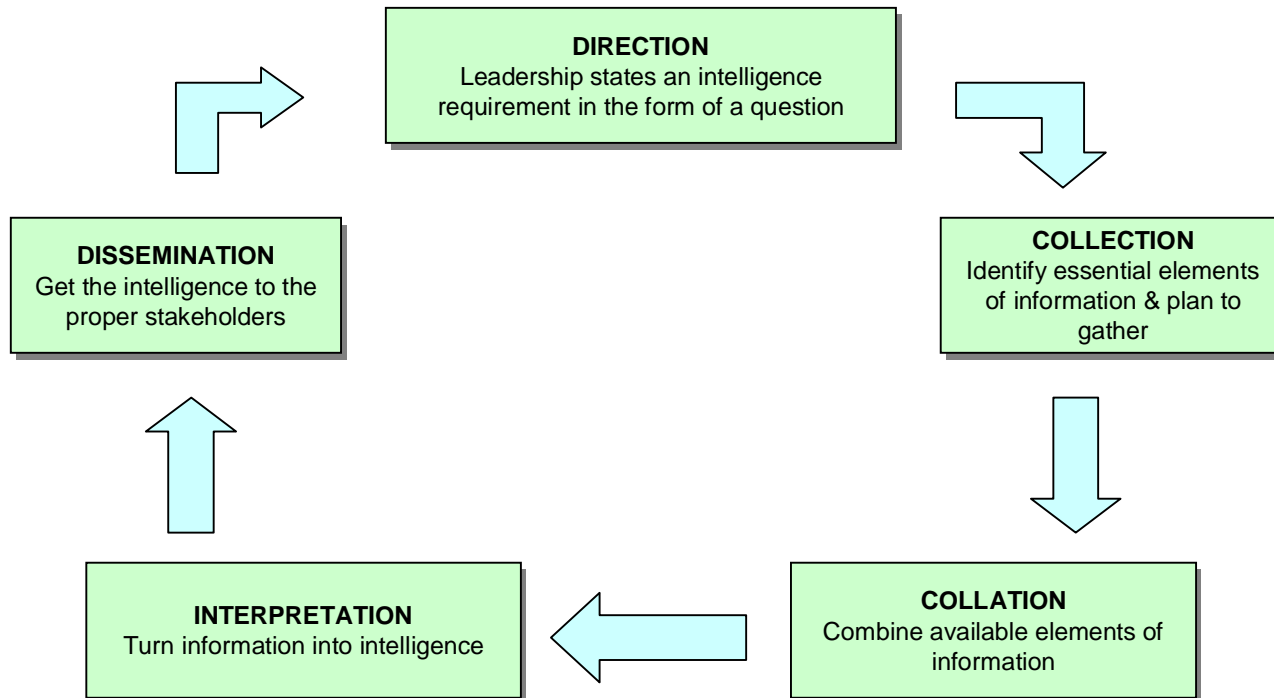 DIRECTION
Leadership states an intelligence
requirement in the form of a question
COLLECTION
Identify essential elements
of information & plan to
gather
COLLATION
Combine available elements of
information
INTERPRETATION
Turn information into intelligence
DISSEMINATION
Get the intelligence to the
proper stakeholders